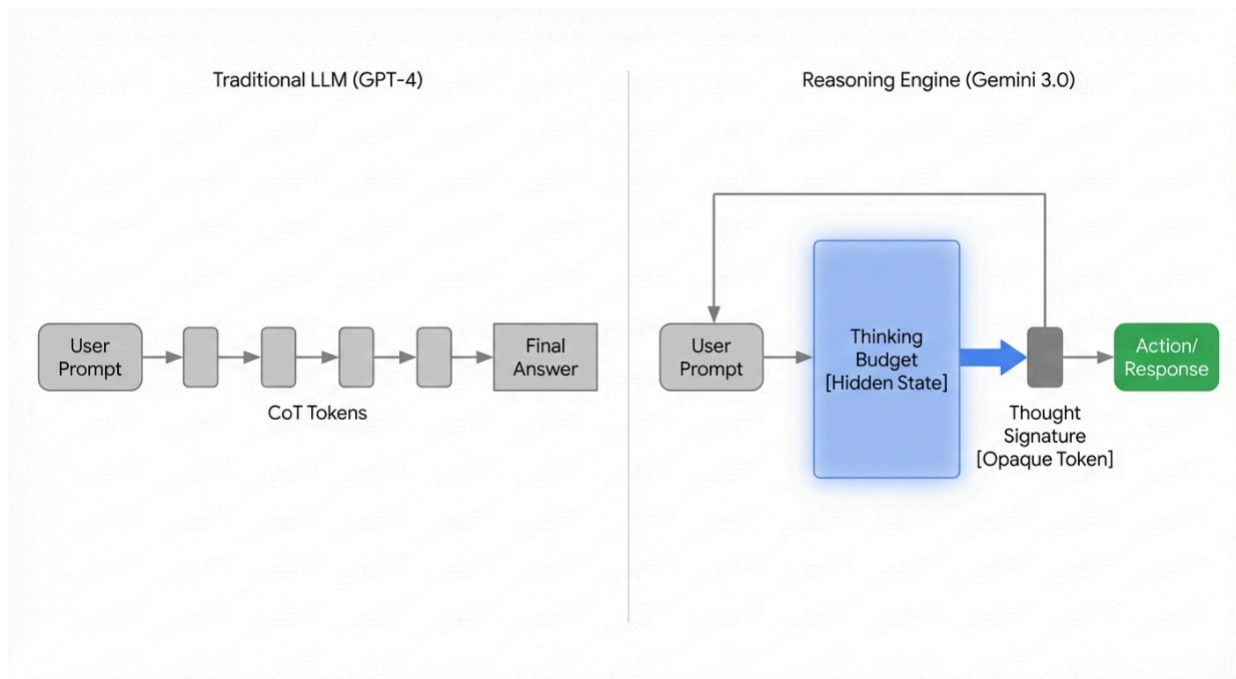 Traditional LLM (GPT-4)
User
Prompt
CoT Tokens
Final
Answer
Reasoning Engine (Gemini 3.0)
User
Prompt
Thinking
Budget
[Hidden State]
Thought
Signature
[Opaque Token]
Action/
Response